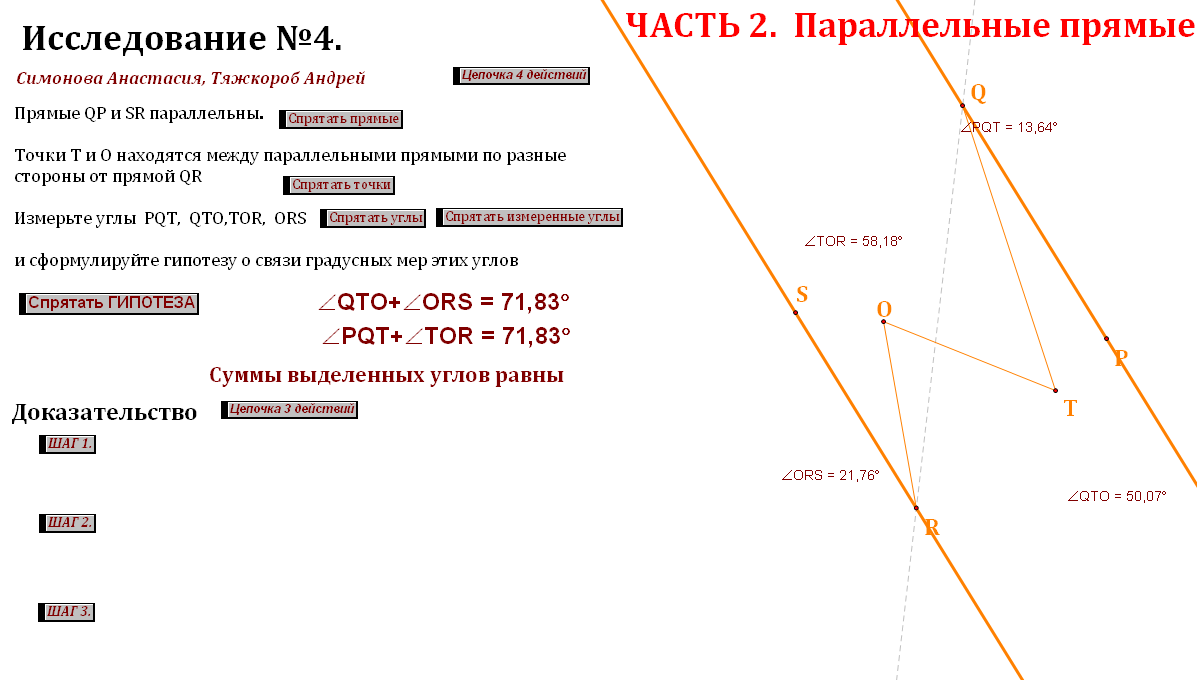 Исследование №4.
ЧАСТЬ 2. Параллельные прямые
Симонова Анастасия, Тяжкороб Андрей
Цепочка 4 действий
Прямые QP и SR параллельны.
Спрятать прямые
Точки T и O находятся между параллельными прямыми по разные
стороны от прямой QR
Спрятать точки
Измерьте углы PQT, QTO,TOR, ORS
Спрятать углы
Спрятать измеренные углы
и сформулируйте гипотезу о связи градусных мер этих углов
Спрятать ГИПОТЕЗА
∠QTO+∠ORS = 71,83°
∠PQT+∠TOR = 71,83°
Суммы выделенных углов равны
Доказательство
Цепочка 3 действий
ШАГ 1.
ШАГ 2.
ШАГ 3.
Q
∠PQT = 13,64°
∠TOR = 58,18°
S
O
P
T
∠ORS = 21,76°
∠QTO = 50,07°
R